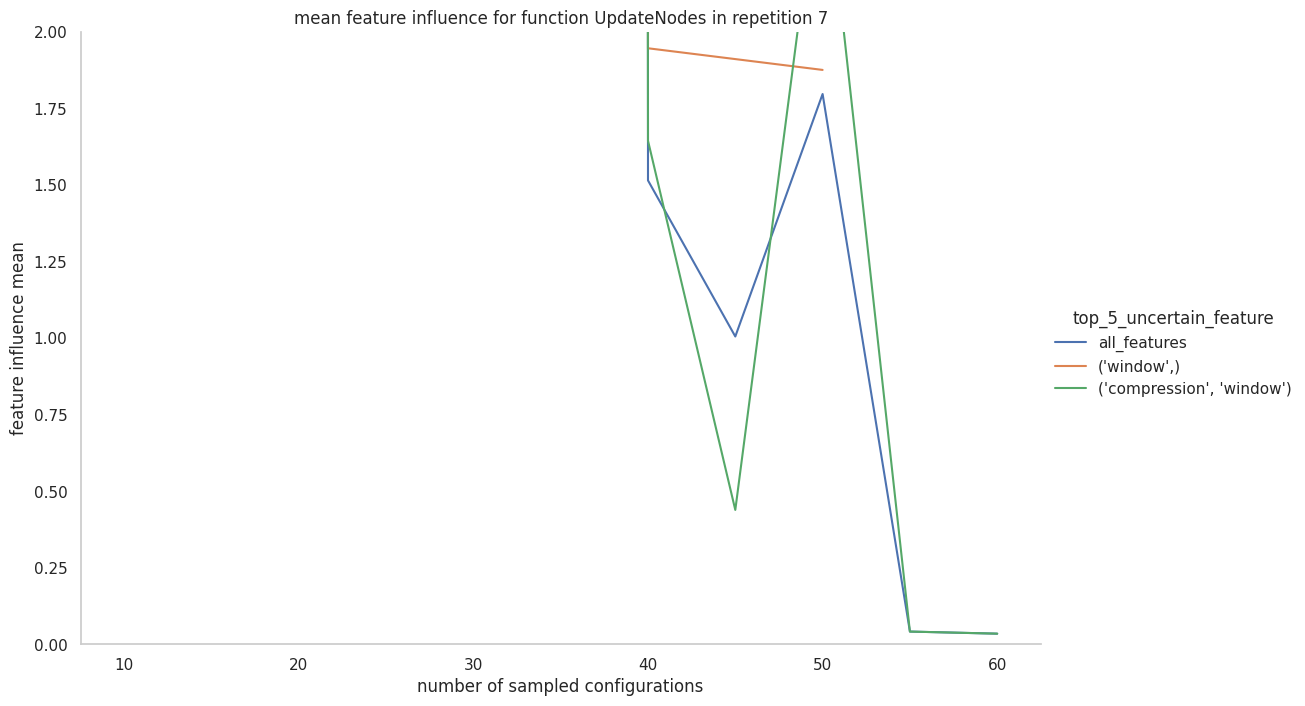 mean feature influence for function UpdateNodes in repetition 7
2.00
1.75
1.50
1.25
1.00
0.75
0.50
0.25
0.00
feature influence mean
10 20 30 40 50 60
number of sampled configurations
top_5_uncertain_feature
all_features
('window',)
('compression', 'window')